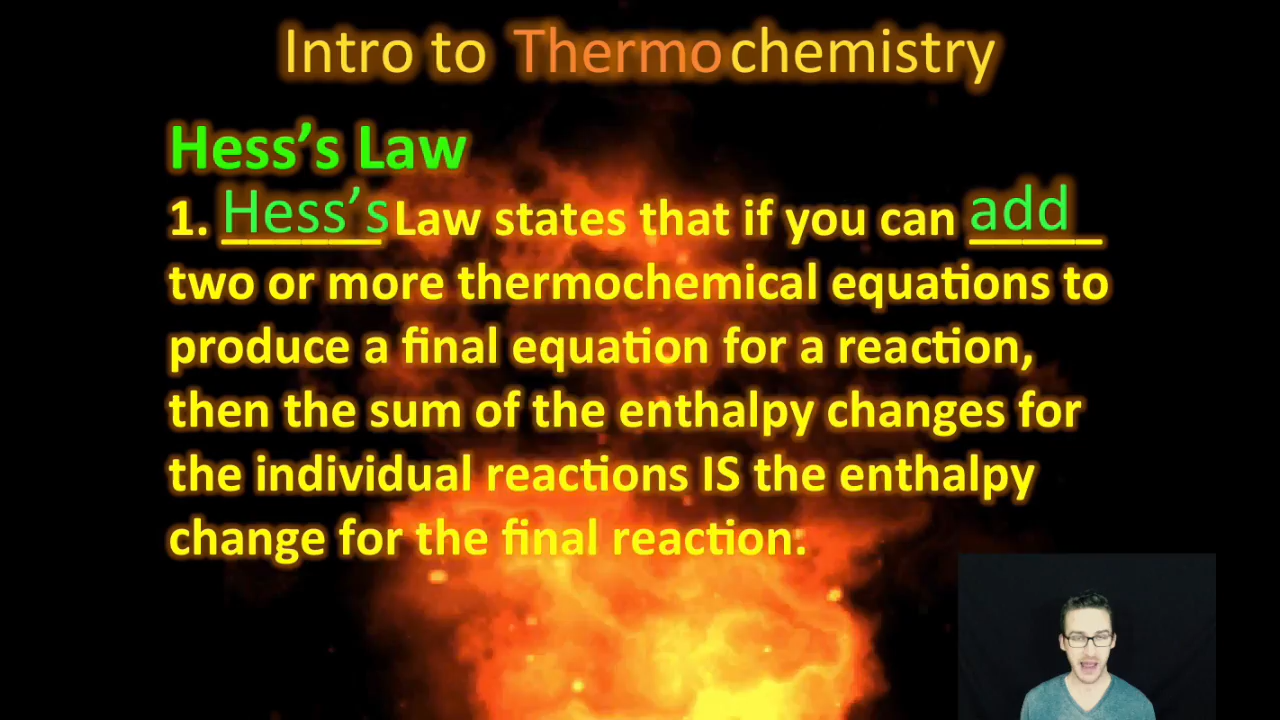 Intro to Thermochemistry
Hess’s Law
1. Hess’s Law states that if you can add
two or more thermochemical equations to
produce a final equation for a reaction,
then the sum of the enthalpy changes for
the individual reactions IS the enthalpy
change for the final reaction.